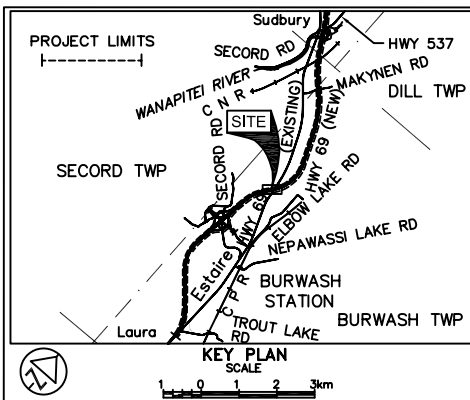 Sudbury
PROJECT LIMITS
HWY 537
SECORD RD
WANAPITEI RIVER
MAKYNEN RD
C N R
DILL TWP
SITE
(EXISTING)
HWY 69 (NEW)
SECORD RD
SECORD TWP
HWY 69
ELBOW LAKE RD
NEPAWASSI LAKE RD
Estaire
BURWASH
STATION
C P R
BURWASH TWP
Laura
TROUT LAKE
RD
KEY PLAN
SCALE
1 0 1 2 3km
N